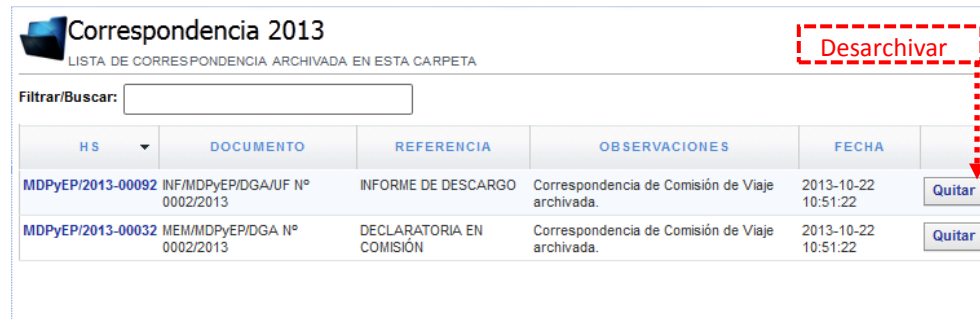 Correspondencia 2013
LISTA DE CORRESPONDENCIA ARCHIVADA EN ESTA CARPETA
Desarchivar
Filtrar/Buscar:
HS DOCUMENTO REFERENCIA OBSERVACIONES FECHA
MDPyEP/2013-00092 INF/MDPyEP/DGA/UF Nº INFORME DE DESCARGO Correspondencia de Comisión de Viaje 2013-10-22 Quitar
0002/2013 archivada. 10:51:22
MDPyEP/2013-00032 MEM/MDPyEP/DGA Nº DECLARATORIA EN Correspondencia de Comisión de Viaje 2013-10-22 Quitar
0002/2013 COMISIÓN archivada. 10:51:22